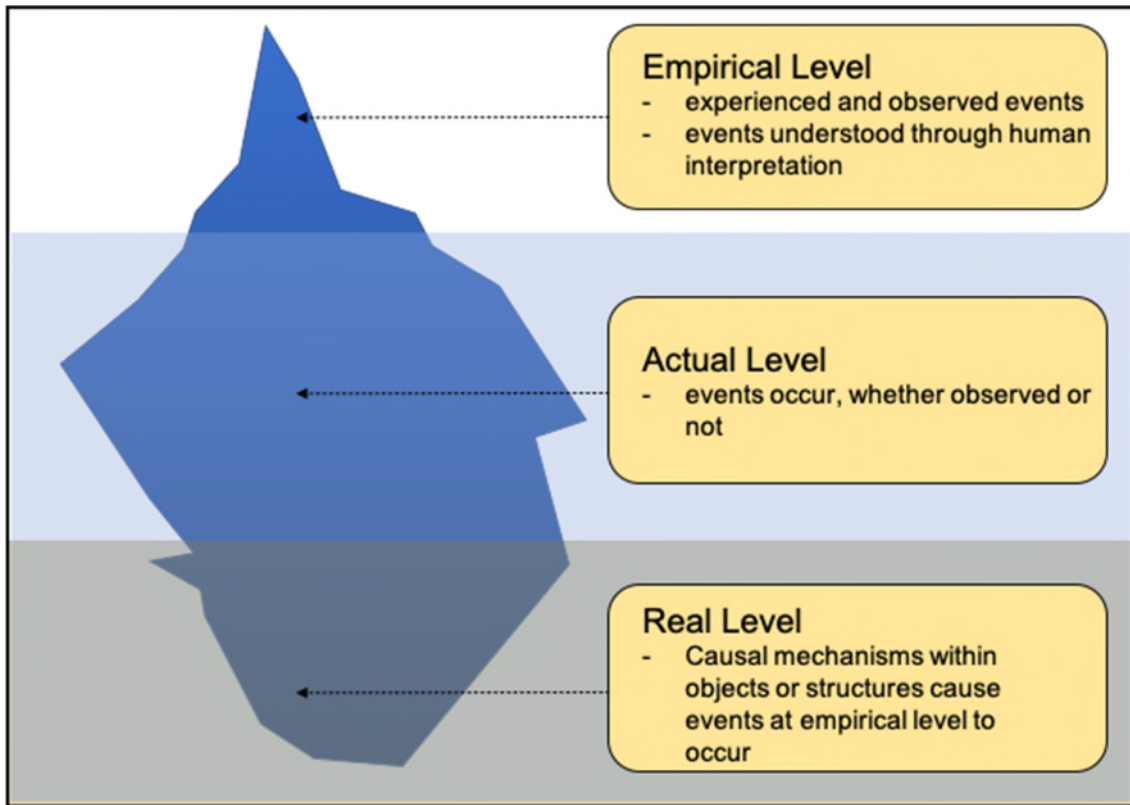 Empirical Level
- experienced and observed events
- events understood through human
interpretation
Actual Level
- events occur, whether observed or
not
Real Level
- Causal mechanisms within
objects or structures cause
events at empirical level to
occur